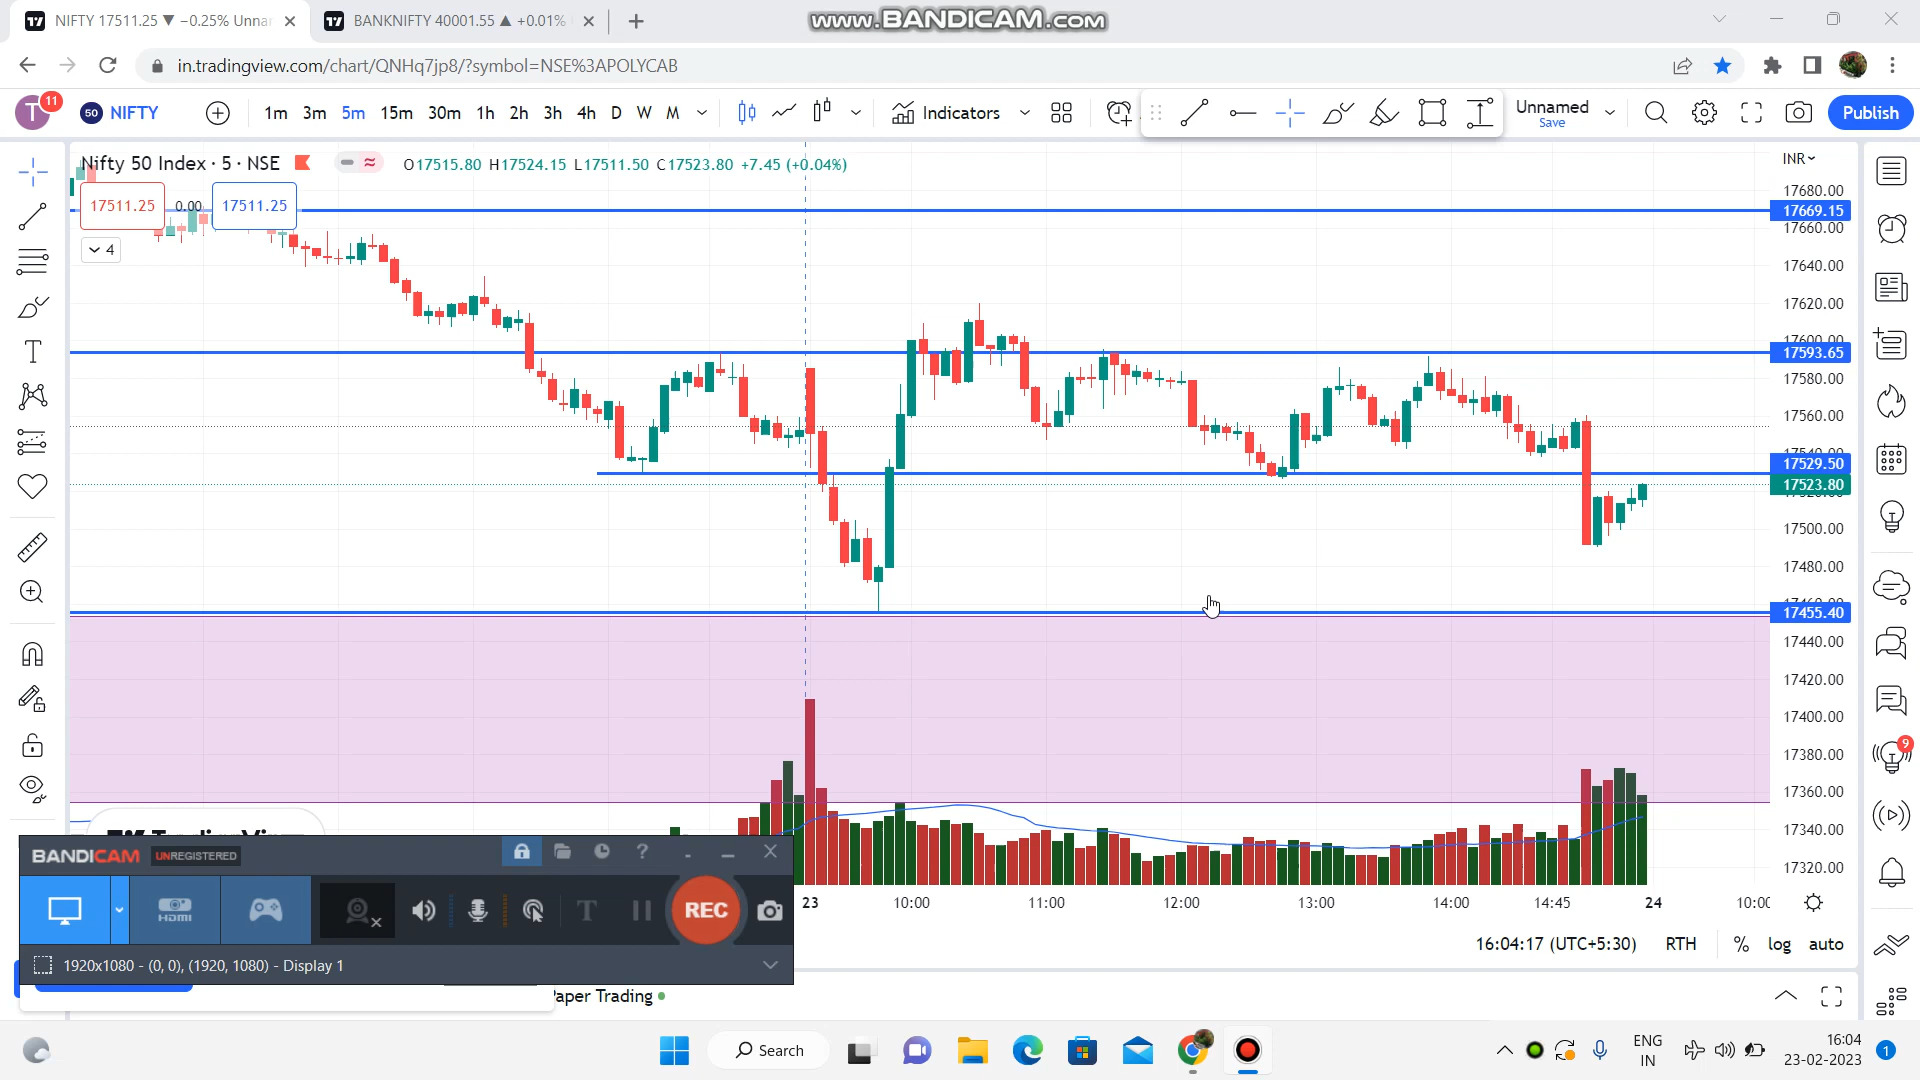 NIFTY 17511.25 ▼ −0.25% Unna
BANKNIFTY 40001.55 ▲ +0.01%
www.BANDICAM.com
in.tradingview.com/chart/QNHq7jp8/?symbol=NSE%3APOLYCAB
T 11
50 NIFTY
1m 3m 5m 15m 30m 1h 2h 3h 4h D W M
Indicators
Unnamed
Save
Publish
Nifty 50 Index · 5 · NSE
O17515.80 H17524.15 L17511.50 C17523.80 +7.45 (+0.04%)
INR
17511.25 0.00 17511.25
4
17680.00
17669.15
17660.00
17640.00
17620.00
17593.65
17580.00
17560.00
17529.50
17523.80
17500.00
17480.00
17455.40
17440.00
17420.00
17400.00
17380.00
17360.00
17340.00
17320.00
9
BANDICAM UNREGISTERED
HDMI
T
REC
1920x1080 - (0, 0), (1920, 1080) - Display 1
23 10:00 11:00 12:00 13:00 14:00 14:45 24 10:00
16:04:17 (UTC+5:30) RTH % log auto
Paper Trading
Search
ENG
IN
16:04
23-02-2023
1